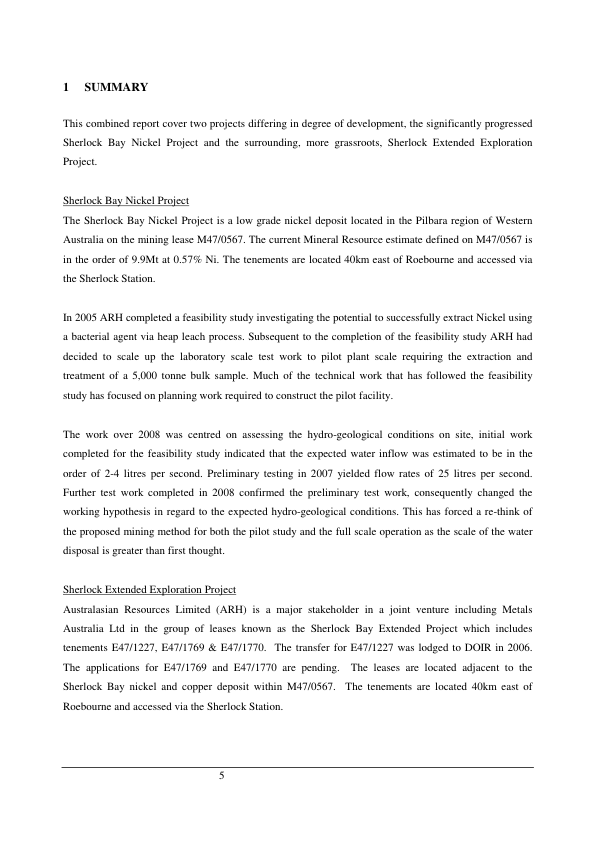 1 SUMMARY
This combined report cover two projects differing in degree of development, the significantly progressed
Sherlock Bay Nickel Project and the surrounding, more grassroots, Sherlock Extended Exploration
Project.
Sherlock Bay Nickel Project
The Sherlock Bay Nickel Project is a low grade nickel deposit located in the Pilbara region of Western
Australia on the mining lease M47/0567. The current Mineral Resource estimate defined on M47/0567 is
in the order of 9.9Mt at 0.57% Ni. The tenements are located 40km east of Roebourne and accessed via
the Sherlock Station.
In 2005 ARH completed a feasibility study investigating the potential to successfully extract Nickel using
a bacterial agent via heap leach process. Subsequent to the completion of the feasibility study ARH had
decided to scale up the laboratory scale test work to pilot plant scale requiring the extraction and
treatment of a 5,000 tonne bulk sample. Much of the technical work that has followed the feasibility
study has focused on planning work required to construct the pilot facility.
The work over 2008 was centred on assessing the hydro-geological conditions on site, initial work
completed for the feasibility study indicated that the expected water inflow was estimated to be in the
order of 2-4 litres per second. Preliminary testing in 2007 yielded flow rates of 25 litres per second.
Further test work completed in 2008 confirmed the preliminary test work, consequently changed the
working hypothesis in regard to the expected hydro-geological conditions. This has forced a re-think of
the proposed mining method for both the pilot study and the full scale operation as the scale of the water
disposal is greater than first thought.
Sherlock Extended Exploration Project
Australasian Resources Limited (ARH) is a major stakeholder in a joint venture including Metals
Australia Ltd in the group of leases known as the Sherlock Bay Extended Project which includes
tenements E47/1227, E47/1769 & E47/1770. The transfer for E47/1227 was lodged to DOIR in 2006.
The applications for E47/1769 and E47/1770 are pending. The leases are located adjacent to the
Sherlock Bay nickel and copper deposit within M47/0567. The tenements are located 40km east of
Roebourne and accessed via the Sherlock Station.
5